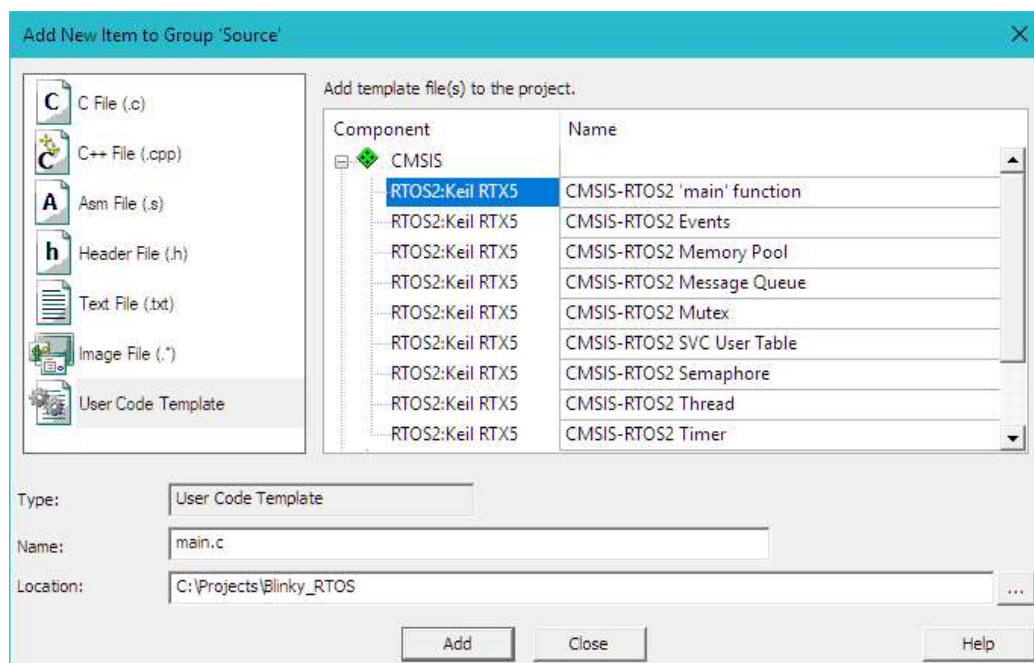 Add New Item to Group 'Source'
C File (.c)
C++ File (.cpp)
Asm File (.s)
Header File (.h)
Text File (.txt)
Image File (.*)
User Code Template
Add template file(s) to the project.
Component Name
CMSIS
RTOS2:Keil RTX5 CMSIS-RTOS2 'main' function
RTOS2:Keil RTX5 CMSIS-RTOS2 Events
RTOS2:Keil RTX5 CMSIS-RTOS2 Memory Pool
RTOS2:Keil RTX5 CMSIS-RTOS2 Message Queue
RTOS2:Keil RTX5 CMSIS-RTOS2 Mutex
RTOS2:Keil RTX5 CMSIS-RTOS2 SVC User Table
RTOS2:Keil RTX5 CMSIS-RTOS2 Semaphore
RTOS2:Keil RTX5 CMSIS-RTOS2 Thread
RTOS2:Keil RTX5 CMSIS-RTOS2 Timer
Type: User Code Template
Name: main.c
Location: C:\Projects\Blinky_RTOS ...
Add Close Help